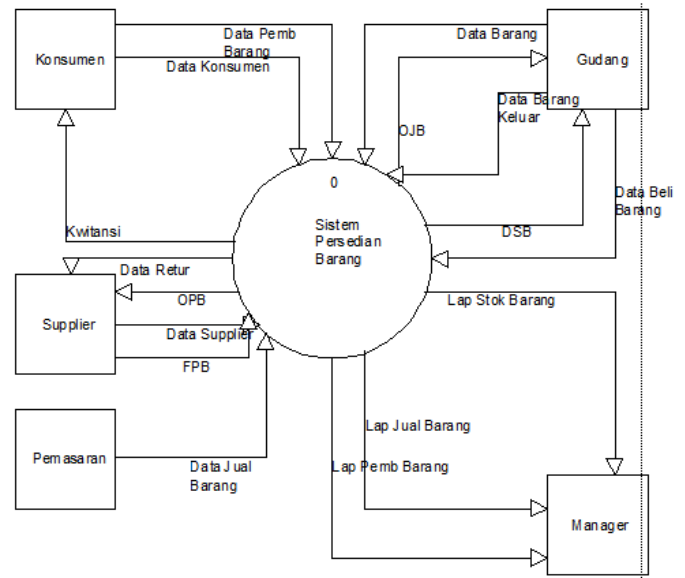 Konsumen
Data Pemb
Barang
Data Konsumen
Data Barang
Gudang
OJB
Data Barang
Keluar
0
Sistem
Persedian
Barang
Data Beli
Barang
Kwitansi
DSB
Data Retur
OPB
Lap Stok Barang
Supplier
Data Supplier
FPB
Lap Jual Barang
Pemasaran
Data Jual
Barang
Lap Pemb Barang
Manager